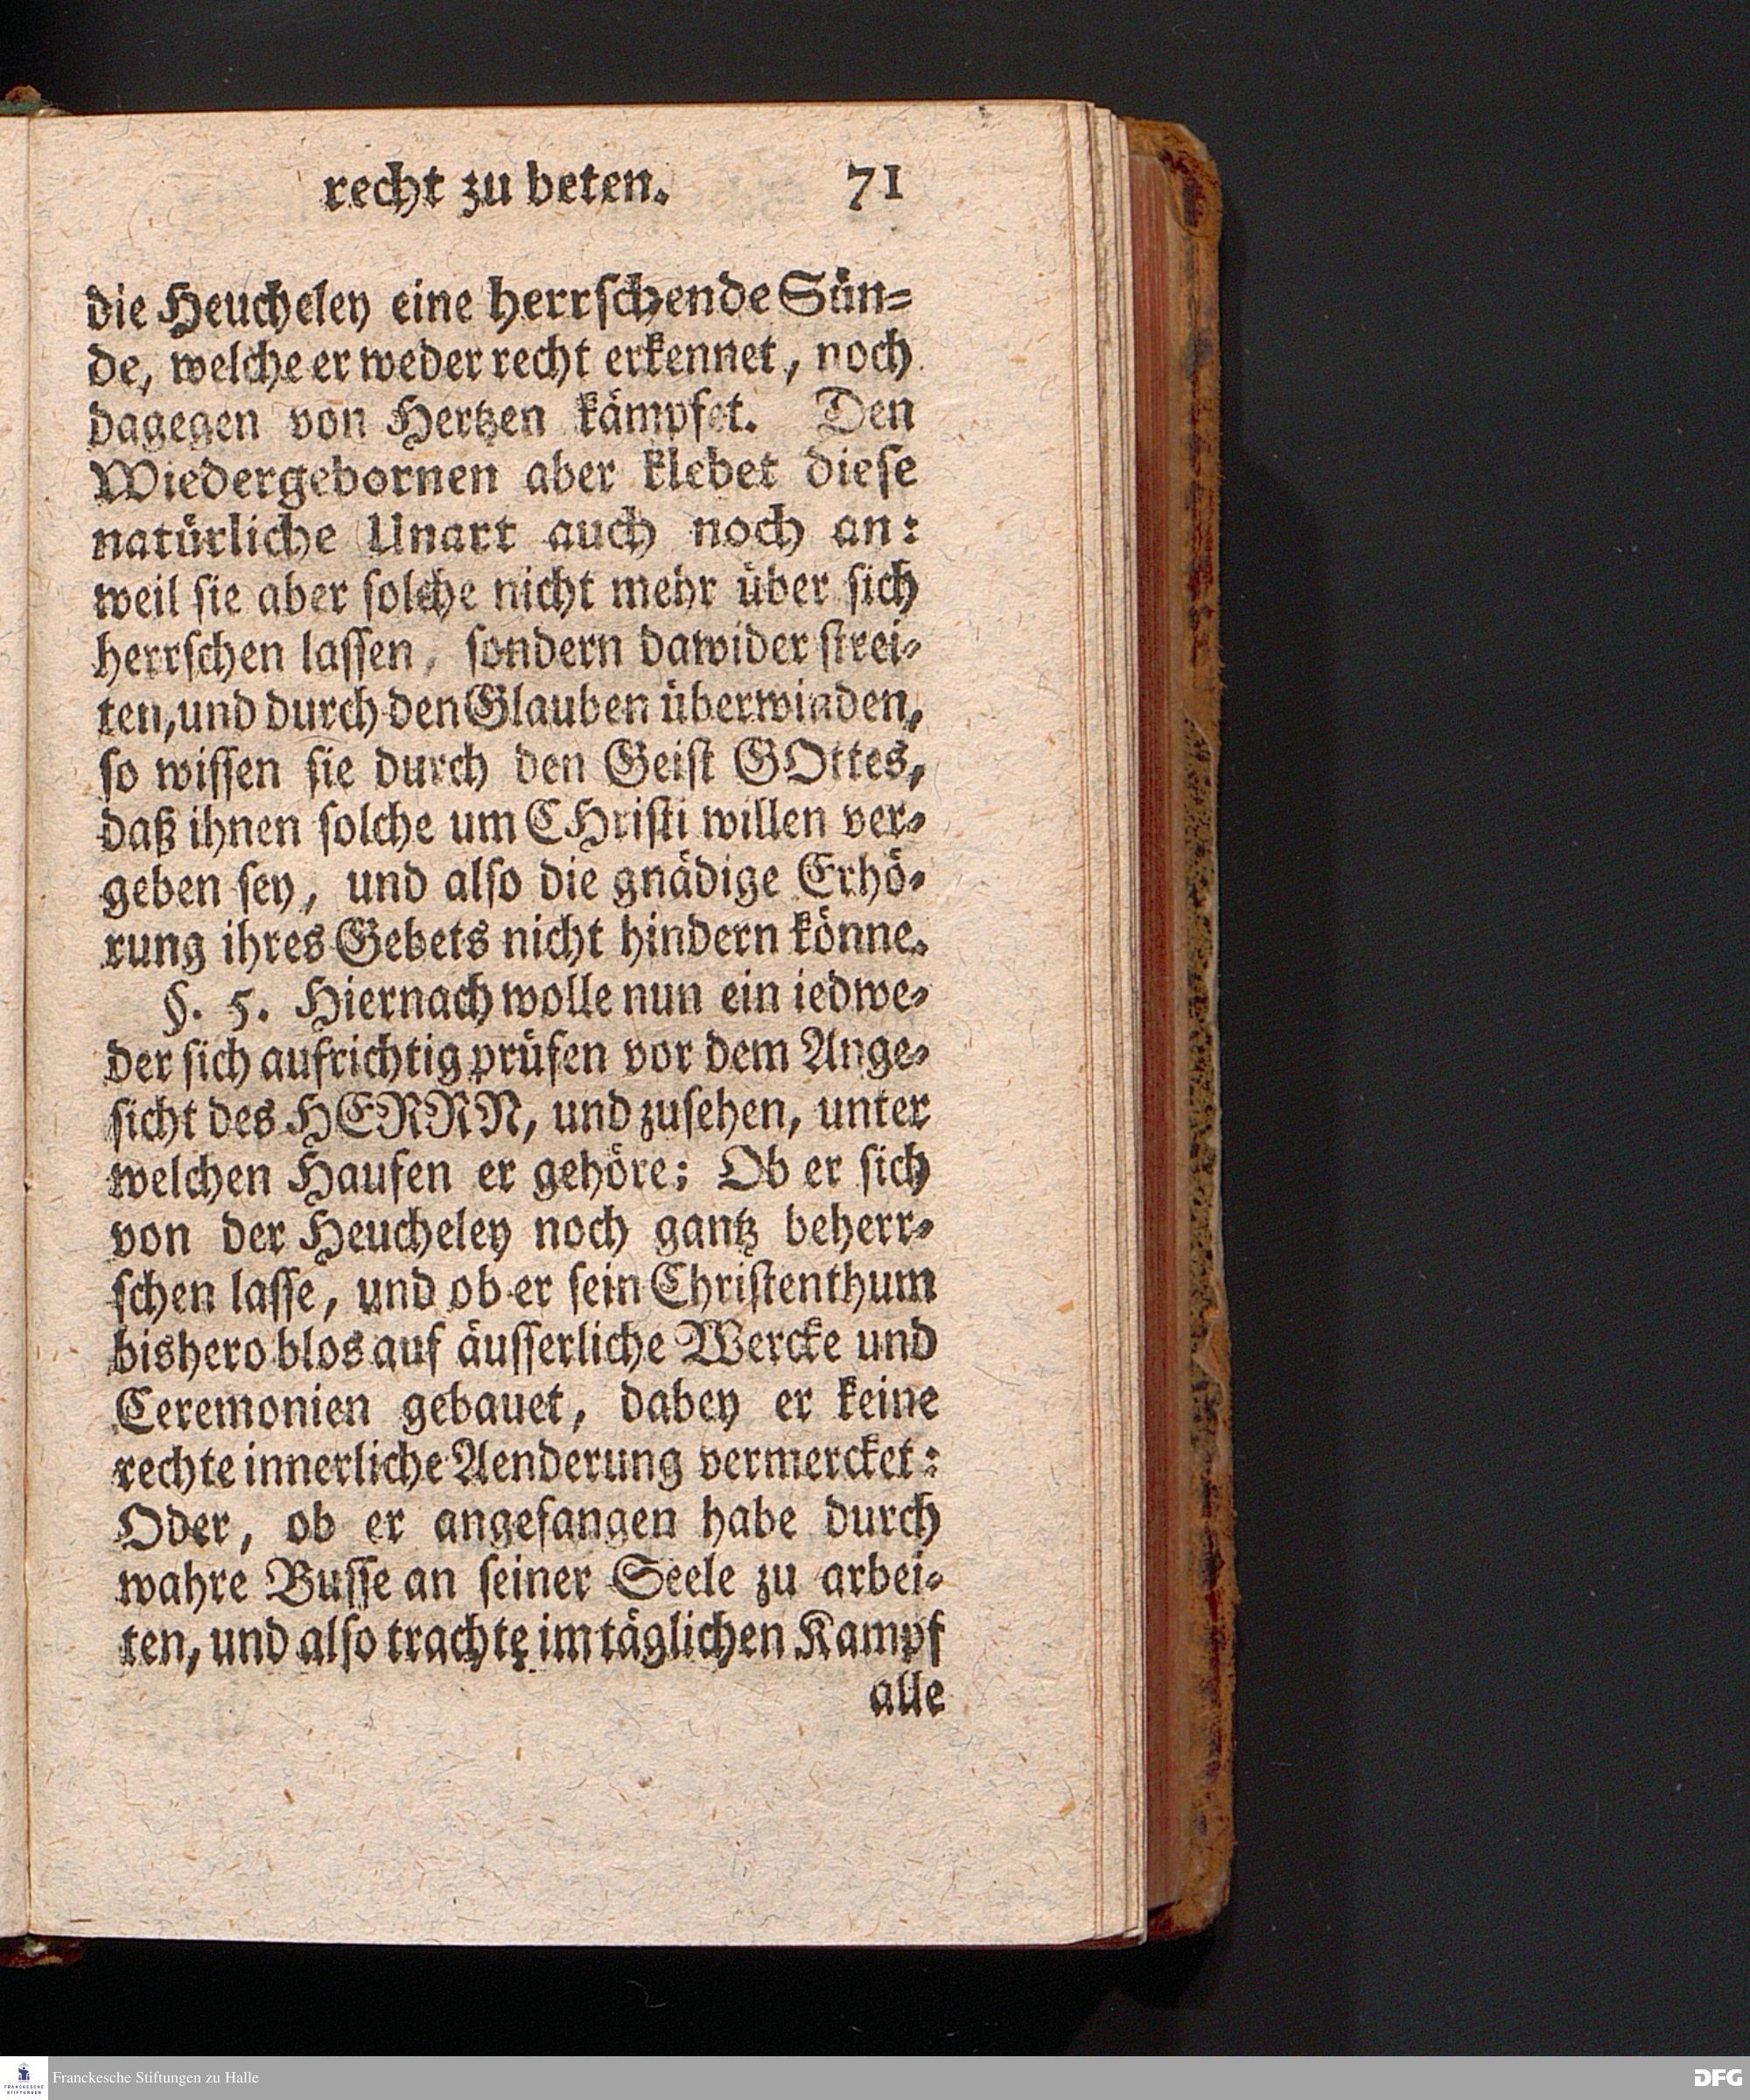 recht zu beten. 71
die Heucheley eine herrschende Sün-
de, welche er weder recht erkennet, noch
dagegen von Hertzen kämpfet. Den
Wiedergebornen aber klebet diese
natürliche Unart auch noch an:
weil sie aber solche nicht mehr über sich
herrschen lassen, sondern dawider strei-
ten, und durch den Glauben überwinden,
so wissen sie durch den Geist GOttes,
daß ihnen solche um CHristi willen ver-
geben sey, und also die gnädige Erhö-
rung ihres Gebets nicht hindern könne.
§. 5. Hiernach wolle nun ein iedwe-
der sich aufrichtig prüfen vor dem Ange-
sicht des HERRN, und zusehen, unter
welchen Haufen er gehöre; Ob er sich
von der Heucheley noch gantz beherr-
schen lasse, und ob er sein Christenthum
bishero blos auf äusserliche Wercke und
Ceremonien gebauet, dabey er keine
rechte innerliche Aenderung vermercket:
Oder, ob er angefangen habe durch
wahre Busse an seiner Seele zu arbei-
ten, und also trachte im täglichen Kampf
alle
FRANCKESCHE
STIFTUNGEN
Franckesche Stiftungen zu Halle
DFG